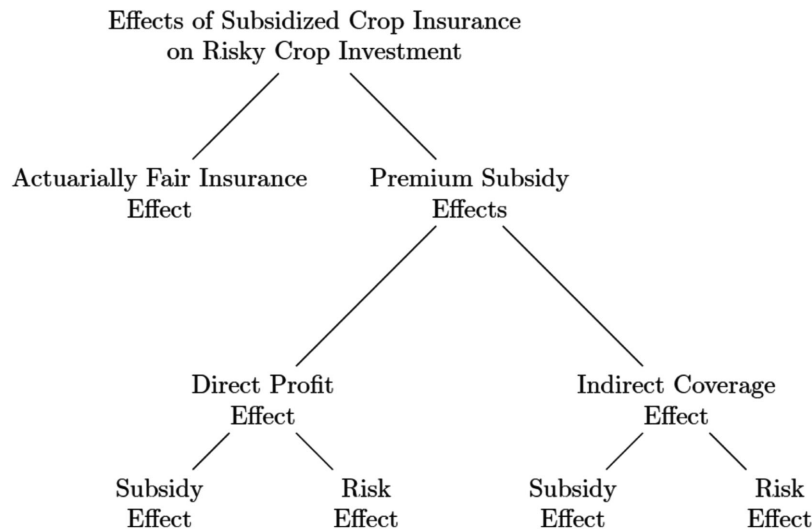 Effects of Subsidized Crop Insurance
on Risky Crop Investment
Actuarially Fair Insurance
Effect
Premium Subsidy
Effects
Direct Profit
Effect
Indirect Coverage
Effect
Subsidy
Effect
Risk
Effect
Subsidy
Effect
Risk
Effect